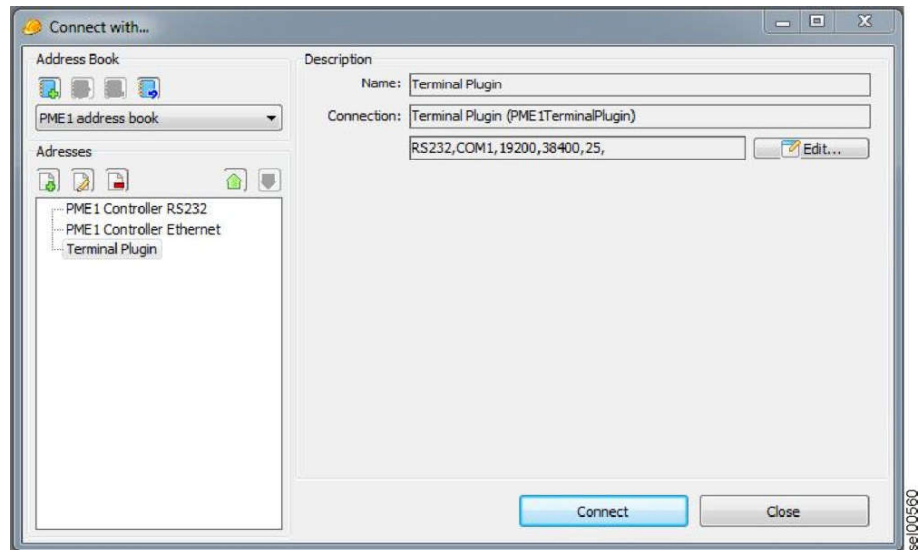 Connect with...
Address Book
PME1 address book
Adresses
PME1 Controller RS232
PME1 Controller Ethernet
Terminal Plugin
Description
Name: Terminal Plugin
Connection: Terminal Plugin (PME1TerminalPlugin)
RS232,COM1,19200,38400,25,
Edit...
Connect
Close
sel00560